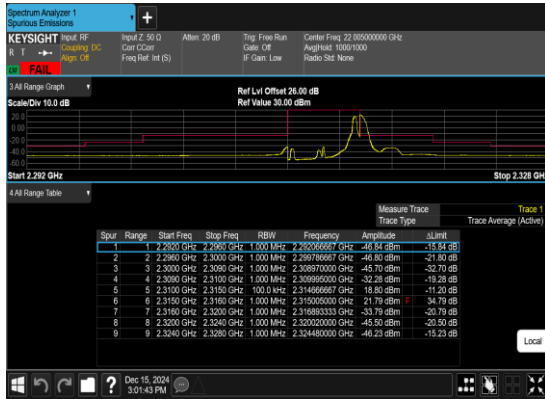 Spectrum Analyzer 1
Spurious Emissions
KEYSIGHT Input: RF Input Z: 50 Ω Atten: 20 dB Trig: Free Run Center Freq: 22.005000000 GHz
R T Coupling: DC Corr CCorr Gate: Off Avg|Hold: 1000/1000
Align: Off Freq Ref: Int (S) IF Gain: Low Radio Std: None
FAIL
3 All Range Graph
Ref Lvl Offset 26.00 dB
Scale/Div 10.0 dB Ref Value 30.00 dBm
20.0
0.00
-20.0
-40.0
-60.0
Start 2.292 GHz Stop 2.328 GH
4 All Range Table
Measure Trace Trace 1
Trace Type Trace Average (Active)
Spur Range Start Freq Stop Freq RBW Frequency Amplitude ΔLimit
1 1 2.2920 GHz 2.2960 GHz 1.000 MHz 2.292066667 GHz -46.84 dBm -15.84 dB
2 2 2.2960 GHz 2.3000 GHz 1.000 MHz 2.299786667 GHz -46.80 dBm -21.80 dB
3 3 2.3000 GHz 2.3090 GHz 1.000 MHz 2.308970000 GHz -45.70 dBm -32.70 dB
4 4 2.3090 GHz 2.3100 GHz 1.000 MHz 2.309995000 GHz -32.28 dBm -19.28 dB
5 5 2.3100 GHz 2.3150 GHz 100.0 kHz 2.314666667 GHz 18.80 dBm -11.20 dB
6 6 2.3150 GHz 2.3160 GHz 1.000 MHz 2.315005000 GHz 21.79 dBm F 34.79 dB
7 7 2.3160 GHz 2.3200 GHz 1.000 MHz 2.316893333 GHz -33.79 dBm -20.79 dB
8 8 2.3200 GHz 2.3240 GHz 1.000 MHz 2.320020000 GHz -45.50 dBm -20.50 dB
9 9 2.3240 GHz 2.3280 GHz 1.000 MHz 2.324480000 GHz -46.23 dBm -15.23 dB
Local
Dec 15, 2024
3:01:43 PM